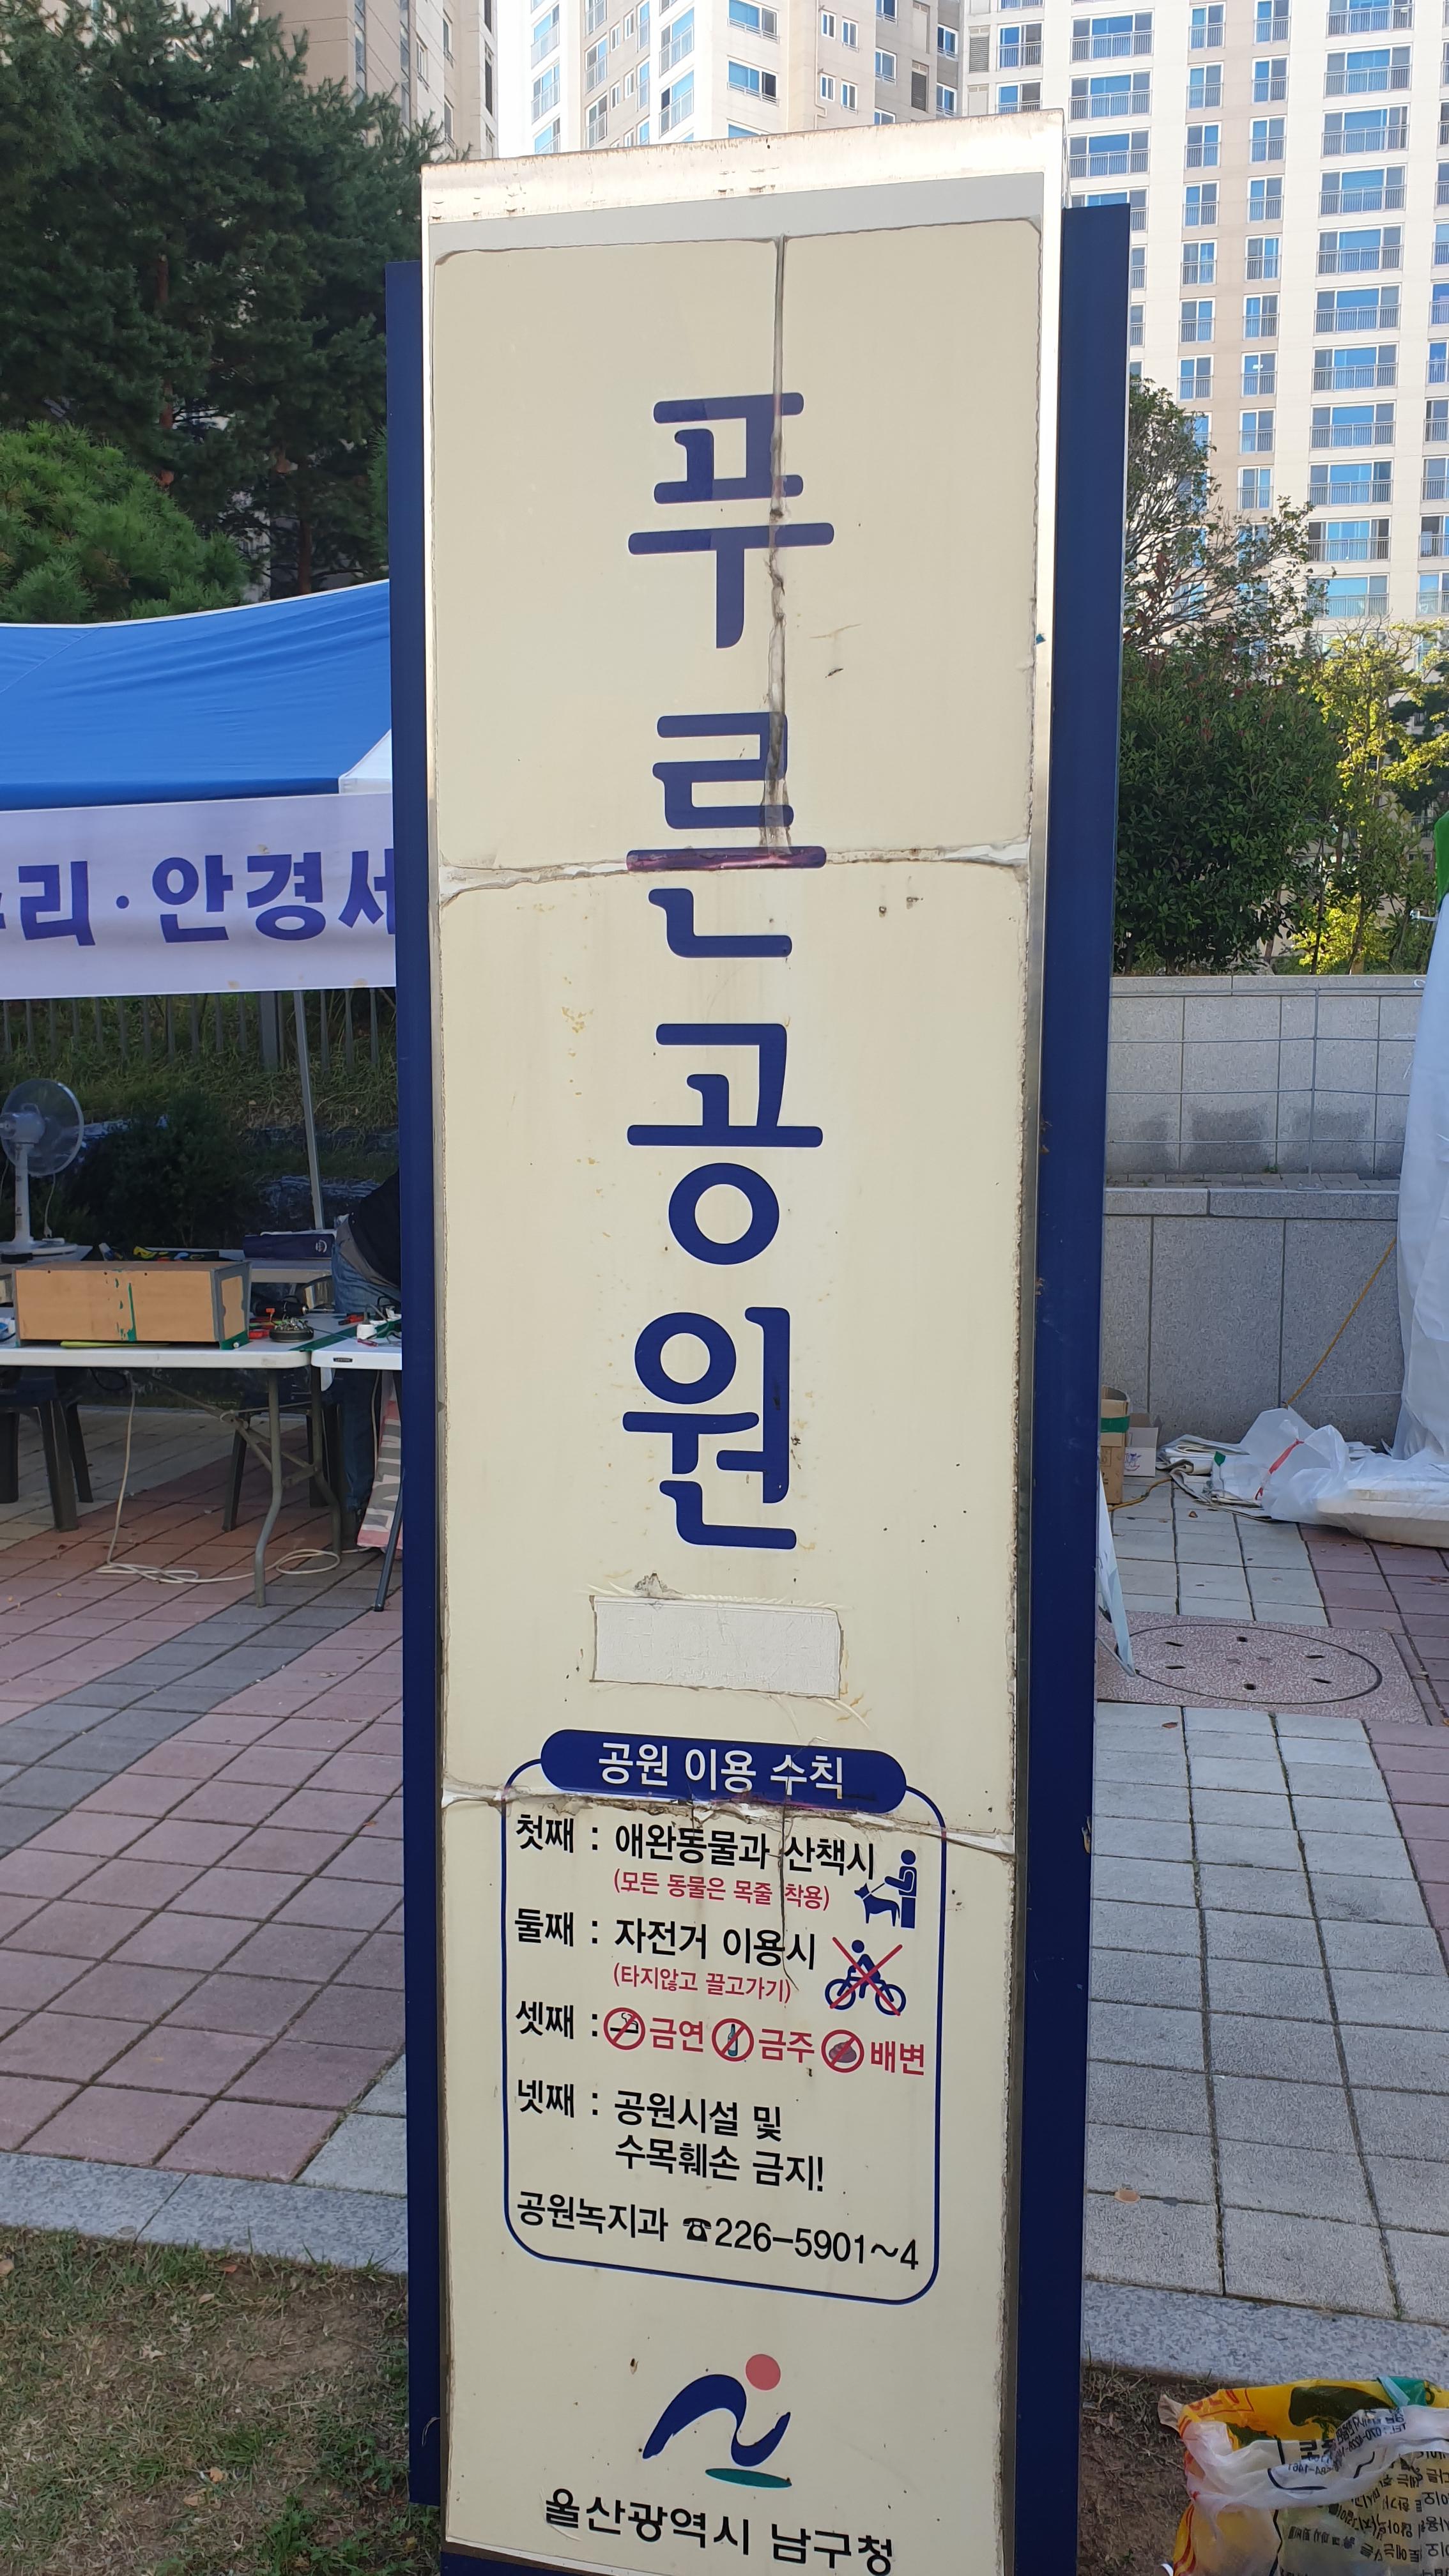 푸른공원
공원 이용 수칙
첫째 : 애완동물과 산책시
(모든 동물은 목줄 착용)
둘째 : 자전거 이용시
(타지않고 끌고가기)
셋째 : 금연 금주 배변
넷째 : 공원시설 및
수목훼손 금지!
공원녹지과 ☎226-5901~4
울산광역시 남구청
리·안경세